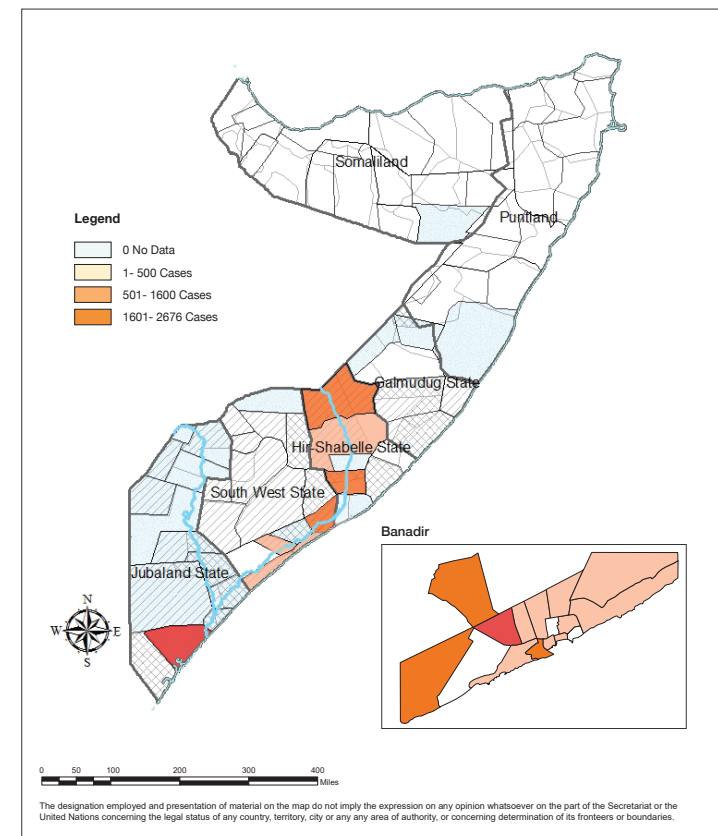 Somaliland
Puntland
Legend
0 No Data
1- 500 Cases
501- 1600 Cases
1601- 2676 Cases
Galmudug State
Hir-Shabelle State
South West State
Banadir
Jubaland State
N
W
E
S
0 50 100 200 300 400
Miles
The designation employed and presentation of material on the map do not imply the expression on any opinion whatsoever on the part of the Secretariat or the
United Nations concerning the legal status of any country, territory, city or any any area of authority, or concerning determination of its fronteers or boundaries.